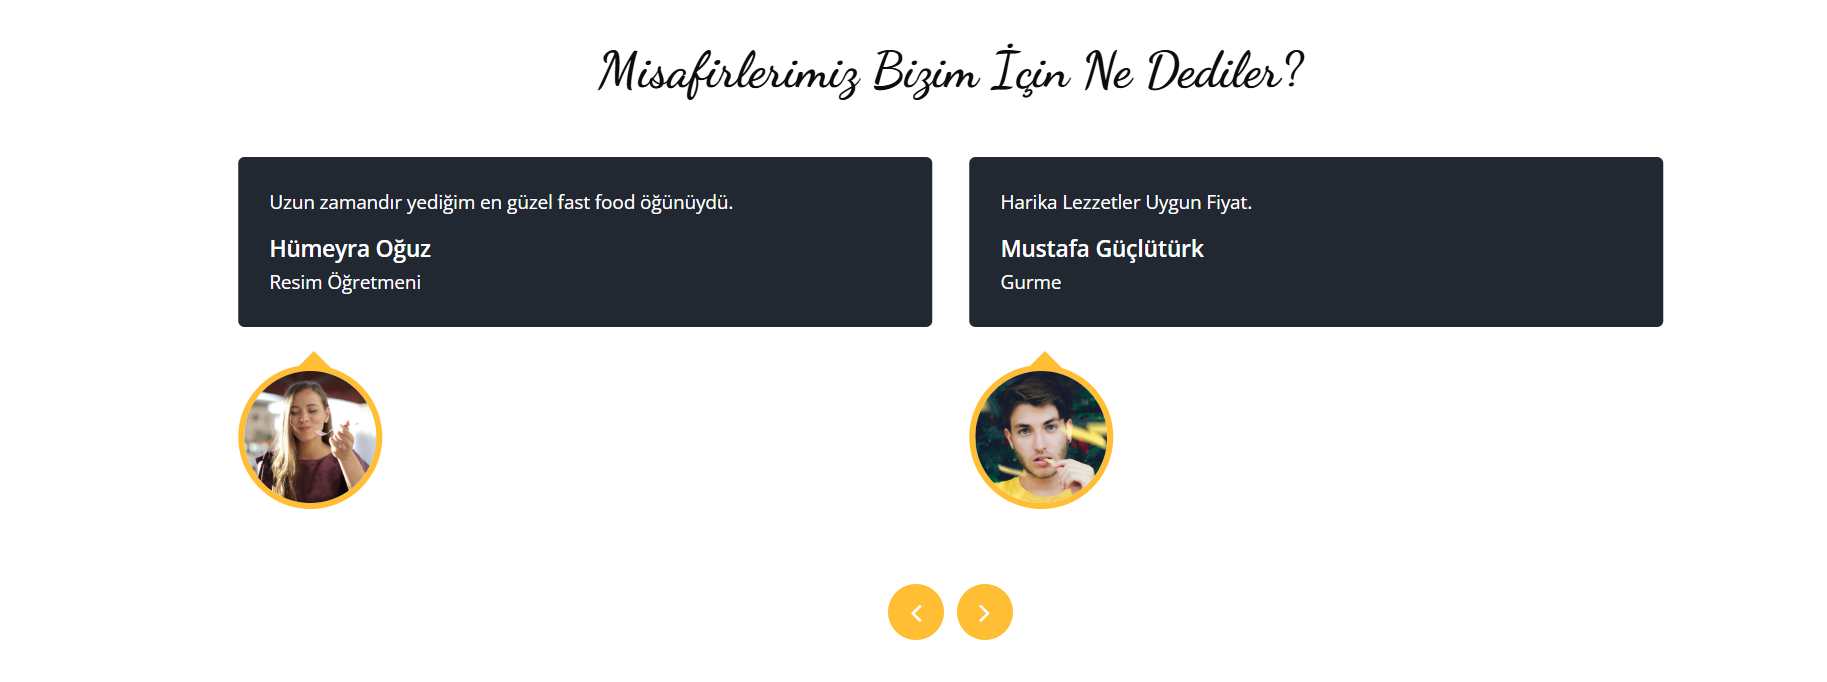 Misafirlerimiz Bizim İçin Ne Dediler?
Uzun zamandır yediğim en güzel fast food öğünüydü.
Hümeyra Oğuz
Resim Öğretmeni
Harika Lezzetler Uygun Fiyat.
Mustafa Güçlütürk
Gurme